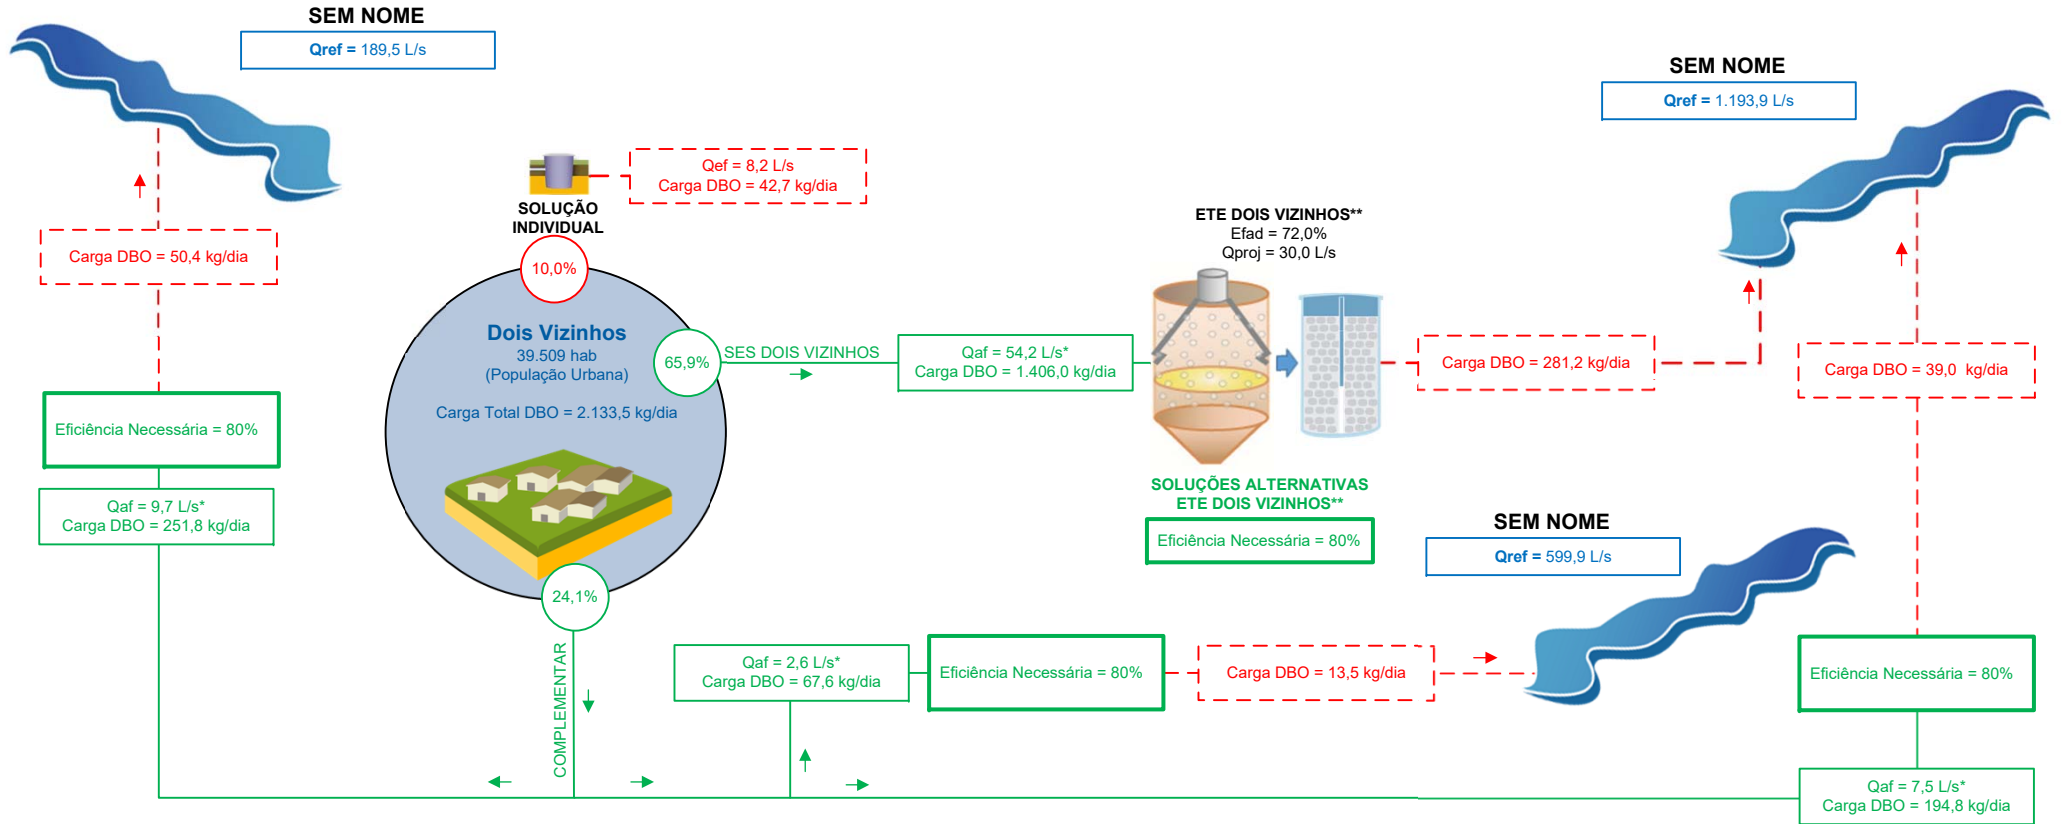 SEM NOME
Qref = 189,5 L/s
Carga DBO = 50,4 kg/dia
Eficiência Necessária = 80%
Qaf = 9,7 L/s*
Carga DBO = 251,8 kg/dia
Qef = 8,2 L/s
Carga DBO = 42,7 kg/dia
SOLUÇÃO
INDIVIDUAL
10,0%
Dois Vizinhos
39.509 hab
(População Urbana)
Carga Total DBO = 2.133,5 kg/dia
65,9%
24,1%
SES DOIS VIZINHOS
Qaf = 54,2 L/s*
Carga DBO = 1.406,0 kg/dia
ETE DOIS VIZINHOS**
Efad = 72,0%
Qproj = 30,0 L/s
SOLUÇÕES ALTERNATIVAS
ETE DOIS VIZINHOS**
Eficiência Necessária = 80%
Carga DBO = 281,2 kg/dia
SEM NOME
Qref = 1.193,9 L/s
Carga DBO = 39,0 kg/dia
Eficiência Necessária = 80%
Qaf = 7,5 L/s*
Carga DBO = 194,8 kg/dia
COMPLEMENTAR
Qaf = 2,6 L/s*
Carga DBO = 67,6 kg/dia
Eficiência Necessária = 80%
Carga DBO = 13,5 kg/dia
SEM NOME
Qref = 599,9 L/s